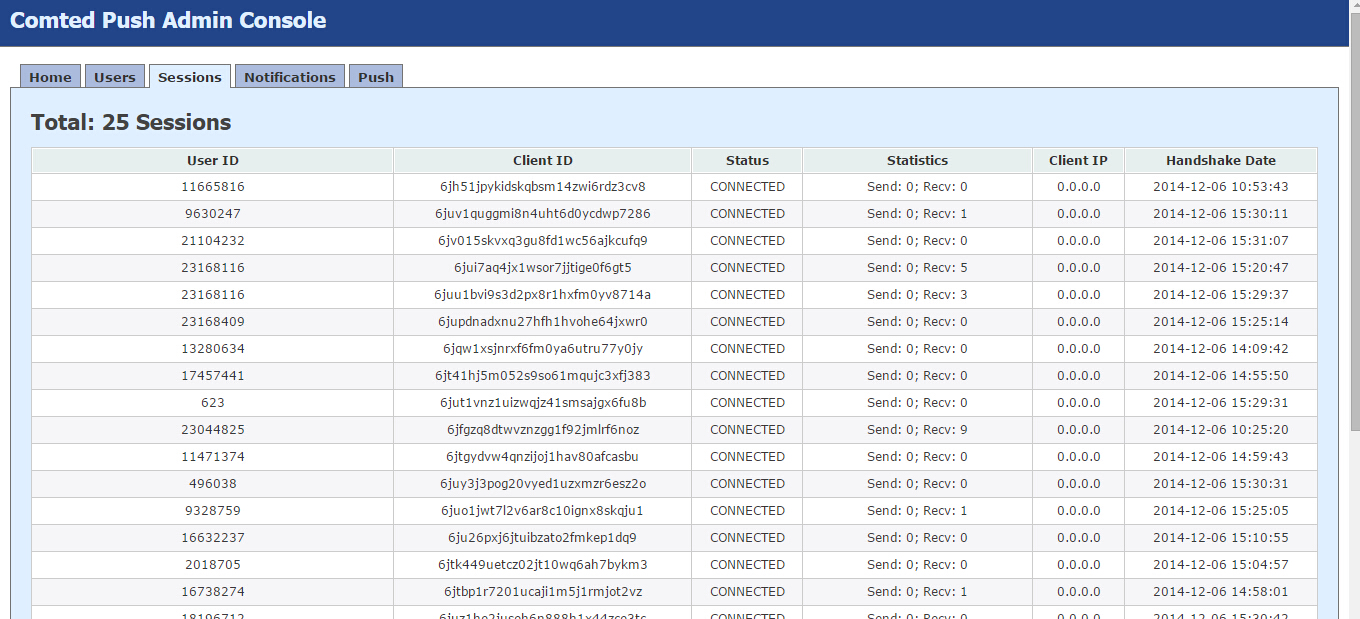 Comted Push Admin Console
Home Users Sessions Notifications Push
Total: 25 Sessions
User ID Client ID Status Statistics Client IP Handshake Date
11665816 6jh51jpykidskqbsm14zwi6rdz3cv8 CONNECTED Send: 0; Recv: 0 0.0.0.0 2014-12-06 10:53:43
9630247 6juv1quggmi8n4uht6d0ycdwp7286 CONNECTED Send: 0; Recv: 1 0.0.0.0 2014-12-06 15:30:11
21104232 6jv015skvxq3gu8fd1wc56ajkcufq9 CONNECTED Send: 0; Recv: 0 0.0.0.0 2014-12-06 15:31:07
23168116 6jui7aq4jx1wsor7jjtige0f6gt5 CONNECTED Send: 0; Recv: 5 0.0.0.0 2014-12-06 15:20:47
23168116 6juu1bvi9s3d2px8r1hxfm0yv8714a CONNECTED Send: 0; Recv: 3 0.0.0.0 2014-12-06 15:29:37
23168409 6jupdnadxnu27hfh1hvohe64jxwr0 CONNECTED Send: 0; Recv: 0 0.0.0.0 2014-12-06 15:25:14
13280634 6jqw1xsjnrxf6fm0ya6utru77y0jy CONNECTED Send: 0; Recv: 0 0.0.0.0 2014-12-06 14:09:42
17457441 6jt41hj5m052s9so61mqujc3xfj383 CONNECTED Send: 0; Recv: 0 0.0.0.0 2014-12-06 14:55:50
623 6jut1vnz1uizwqjz41smsajgx6fu8b CONNECTED Send: 0; Recv: 0 0.0.0.0 2014-12-06 15:29:31
23044825 6jfgzq8dtwvznzgg1f92jmlrf6noz CONNECTED Send: 0; Recv: 9 0.0.0.0 2014-12-06 10:25:20
11471374 6jtgydvw4qnzijoj1hav80afcasbu CONNECTED Send: 0; Recv: 0 0.0.0.0 2014-12-06 14:59:43
496038 6juy3j3pog20vyed1uzxmzr6esz2o CONNECTED Send: 0; Recv: 0 0.0.0.0 2014-12-06 15:30:31
9328759 6juo1jwt7l2v6ar8c10ignx8skqju1 CONNECTED Send: 0; Recv: 1 0.0.0.0 2014-12-06 15:25:05
16632237 6ju26pxj6jtuibzato2fmkep1dq9 CONNECTED Send: 0; Recv: 0 0.0.0.0 2014-12-06 15:10:55
2018705 6jtk449uetcz02jt10wq6ah7bykm3 CONNECTED Send: 0; Recv: 0 0.0.0.0 2014-12-06 15:04:57
16738274 6jtbp1r7201ucaji1m5j1rmjot2vz CONNECTED Send: 0; Recv: 1 0.0.0.0 2014-12-06 14:58:01
CONNECTED Send: 0; Recv: 0 0.0.0.0 2014-12-06 15:30:42